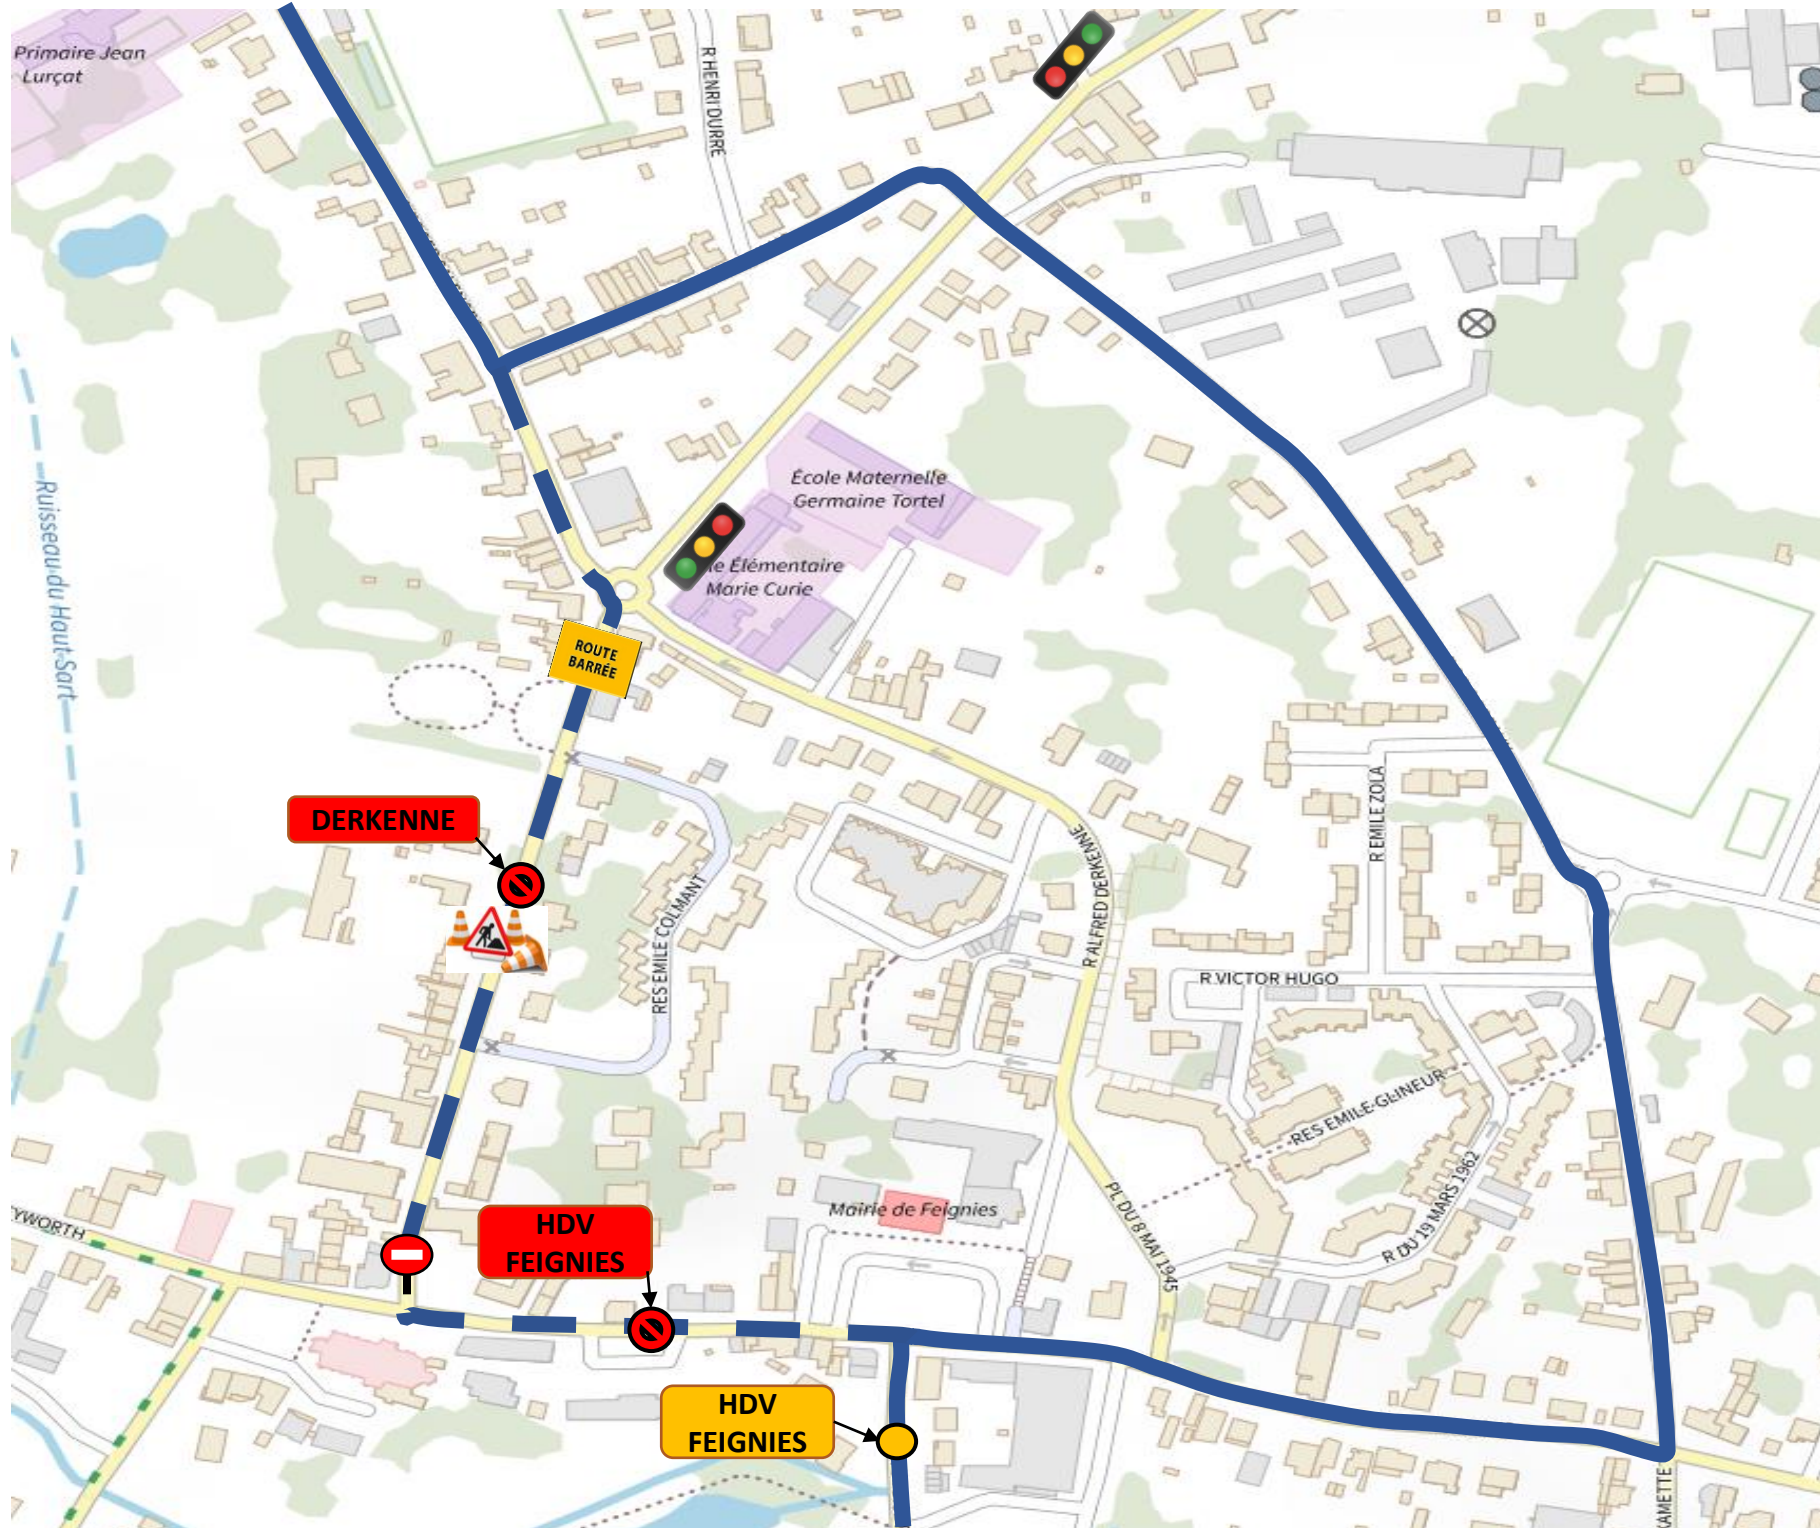 Primaire Jean
Lurçat
R HENRI DURRE
École Maternelle
Germaine Tortel
le Élémentaire
Marie Curie
Ruisseau du Haut-Sart
ROUTE
BARRÉE
DERKENNE
R EMILE ZOLA
R ALFRED DERKENNE
RES EMILE COLMANT
R VICTOR HUGO
RES EMILE GLINEUR
R DU 19 MARS 1962
PL DU 8 MAI 1945
Mairie de Feignies
YWORTH
HDV
FEIGNIES
HDV
FEIGNIES
KAMETTE